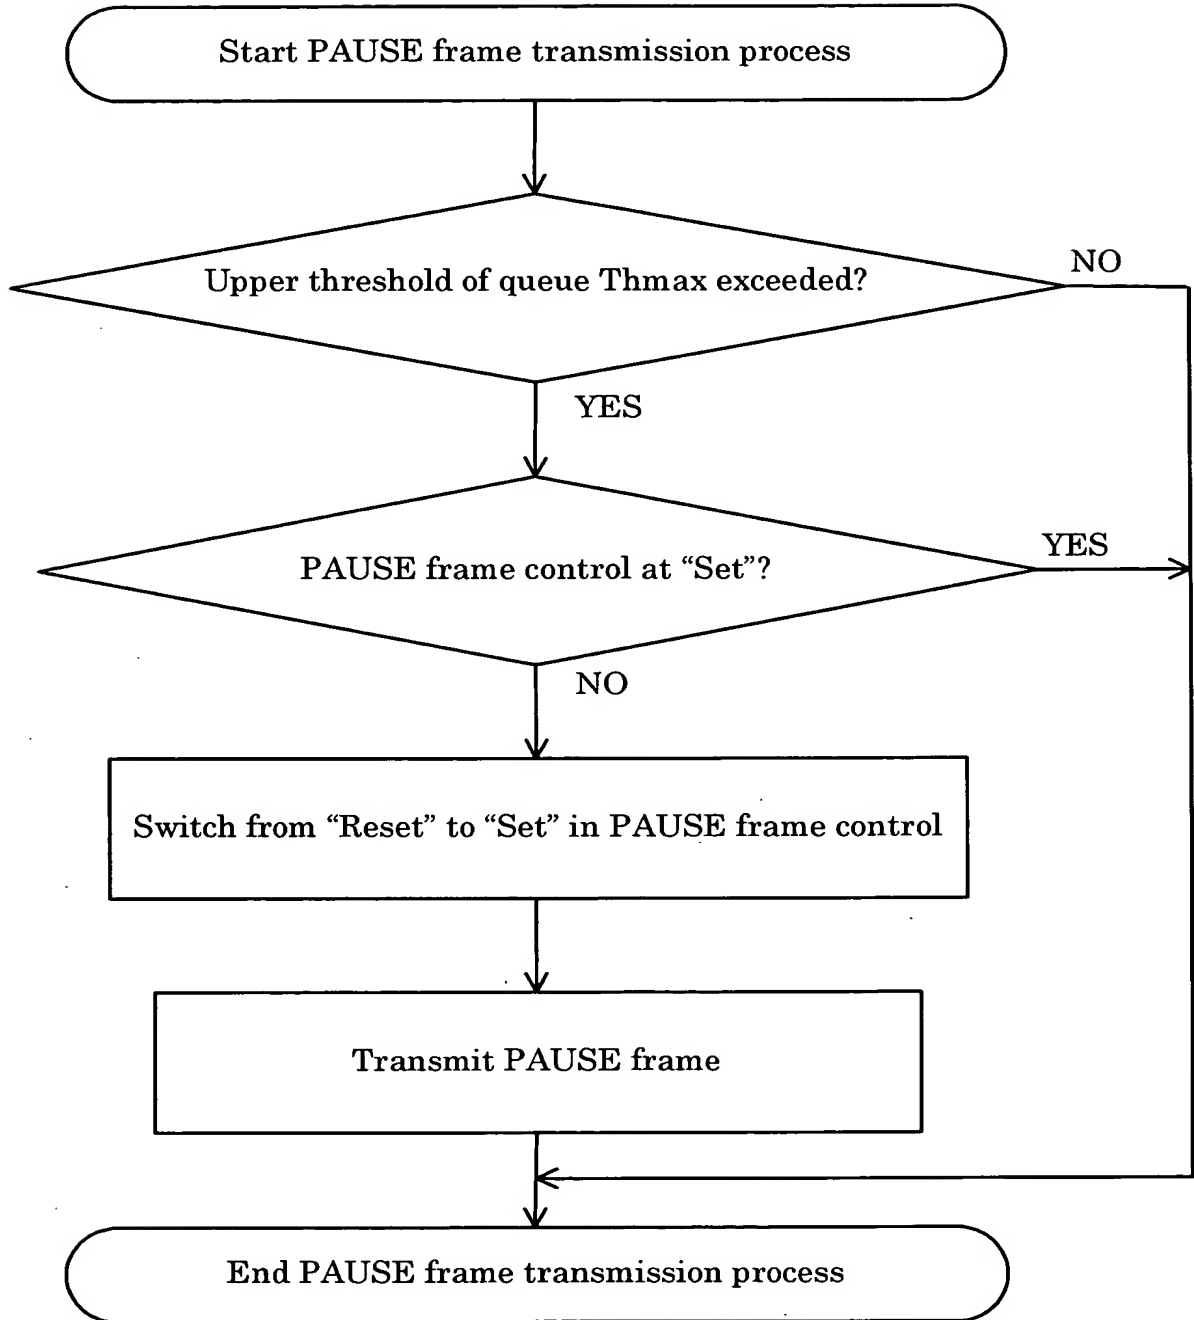 Start PAUSE frame transmission process
Upper threshold of queue Thmax exceeded?
NO
YES
PAUSE frame control at “Set”?
YES
NO
Switch from “Reset” to “Set” in PAUSE frame control
Transmit PAUSE frame
End PAUSE frame transmission process